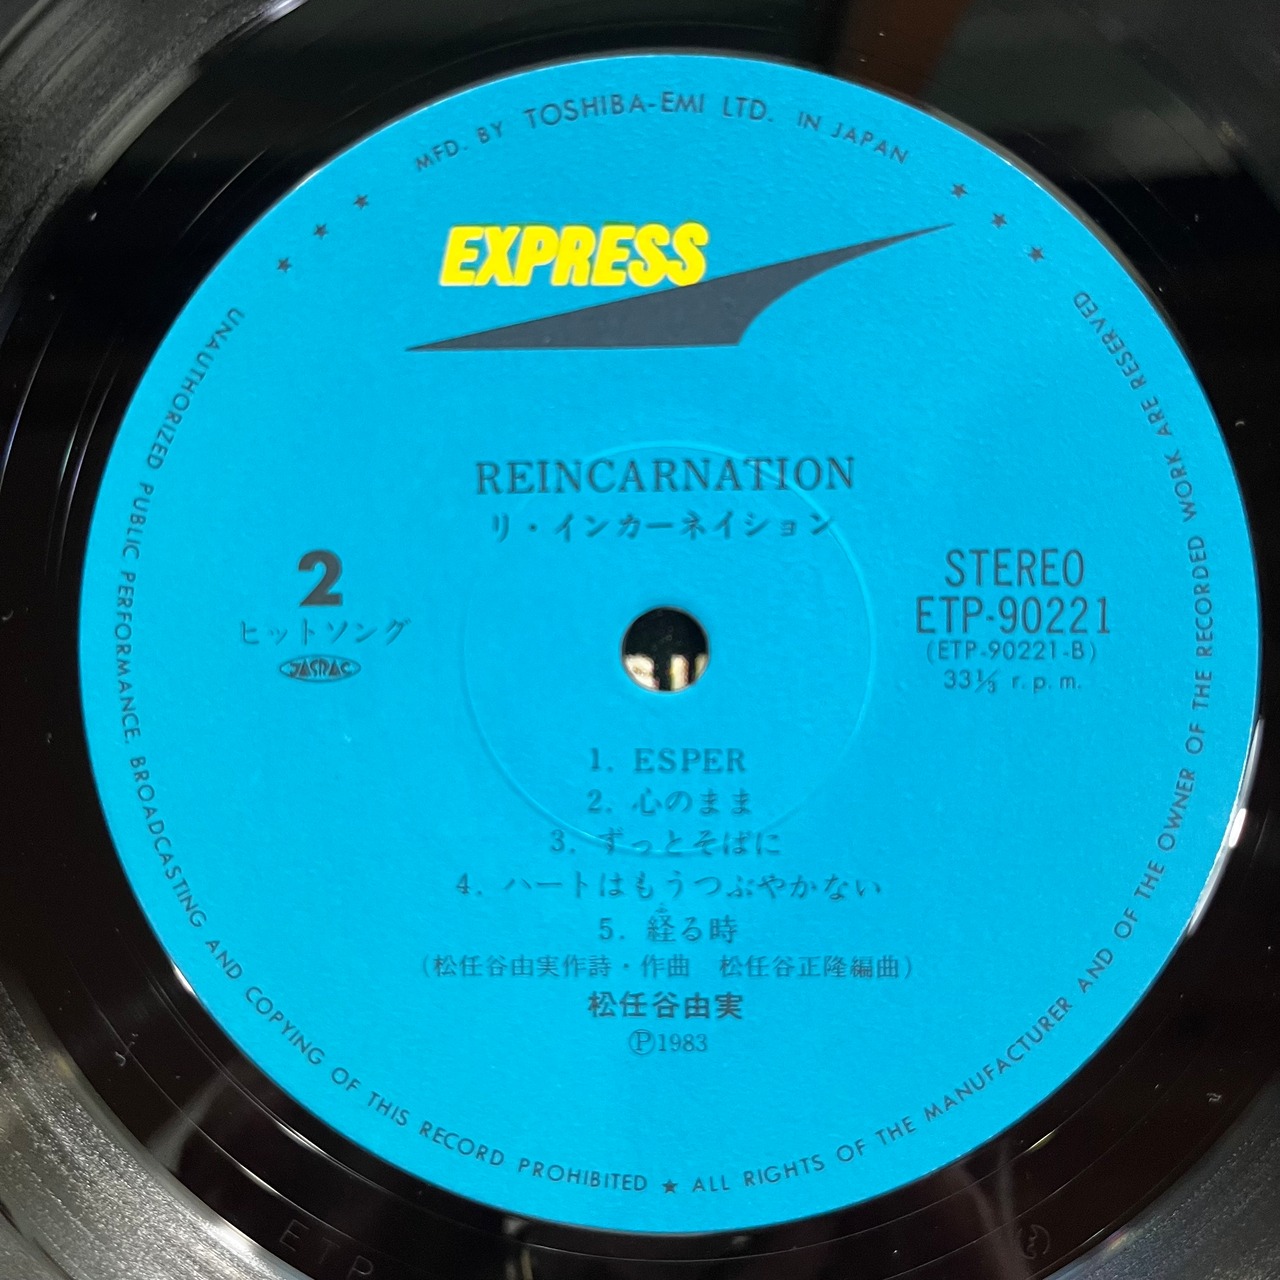 MFD. BY TOSHIBA-EMI LTD. IN JAPAN
EXPRESS
REINCARNATION
リ・インカーネイション
2
ヒットソング
JASRAC
STEREO
ETP-90221
(ETP-90221-B)
33⅓ r.p.m.
1. ESPER
2. 心のまま
3. ずっとそばに
4. ハートはもうつぶやかない
5. 経る時
(松任谷由実作詩・作曲　松任谷正隆編曲)
松任谷由実
Ⓟ1983
UNAUTHORIZED PUBLIC PERFORMANCE, BROADCASTING AND COPYING OF THIS RECORD PROHIBITED ★ ALL RIGHTS OF THE MANUFACTURER AND OF THE OWNER OF THE RECORDED WORK ARE RESERVED
ETP